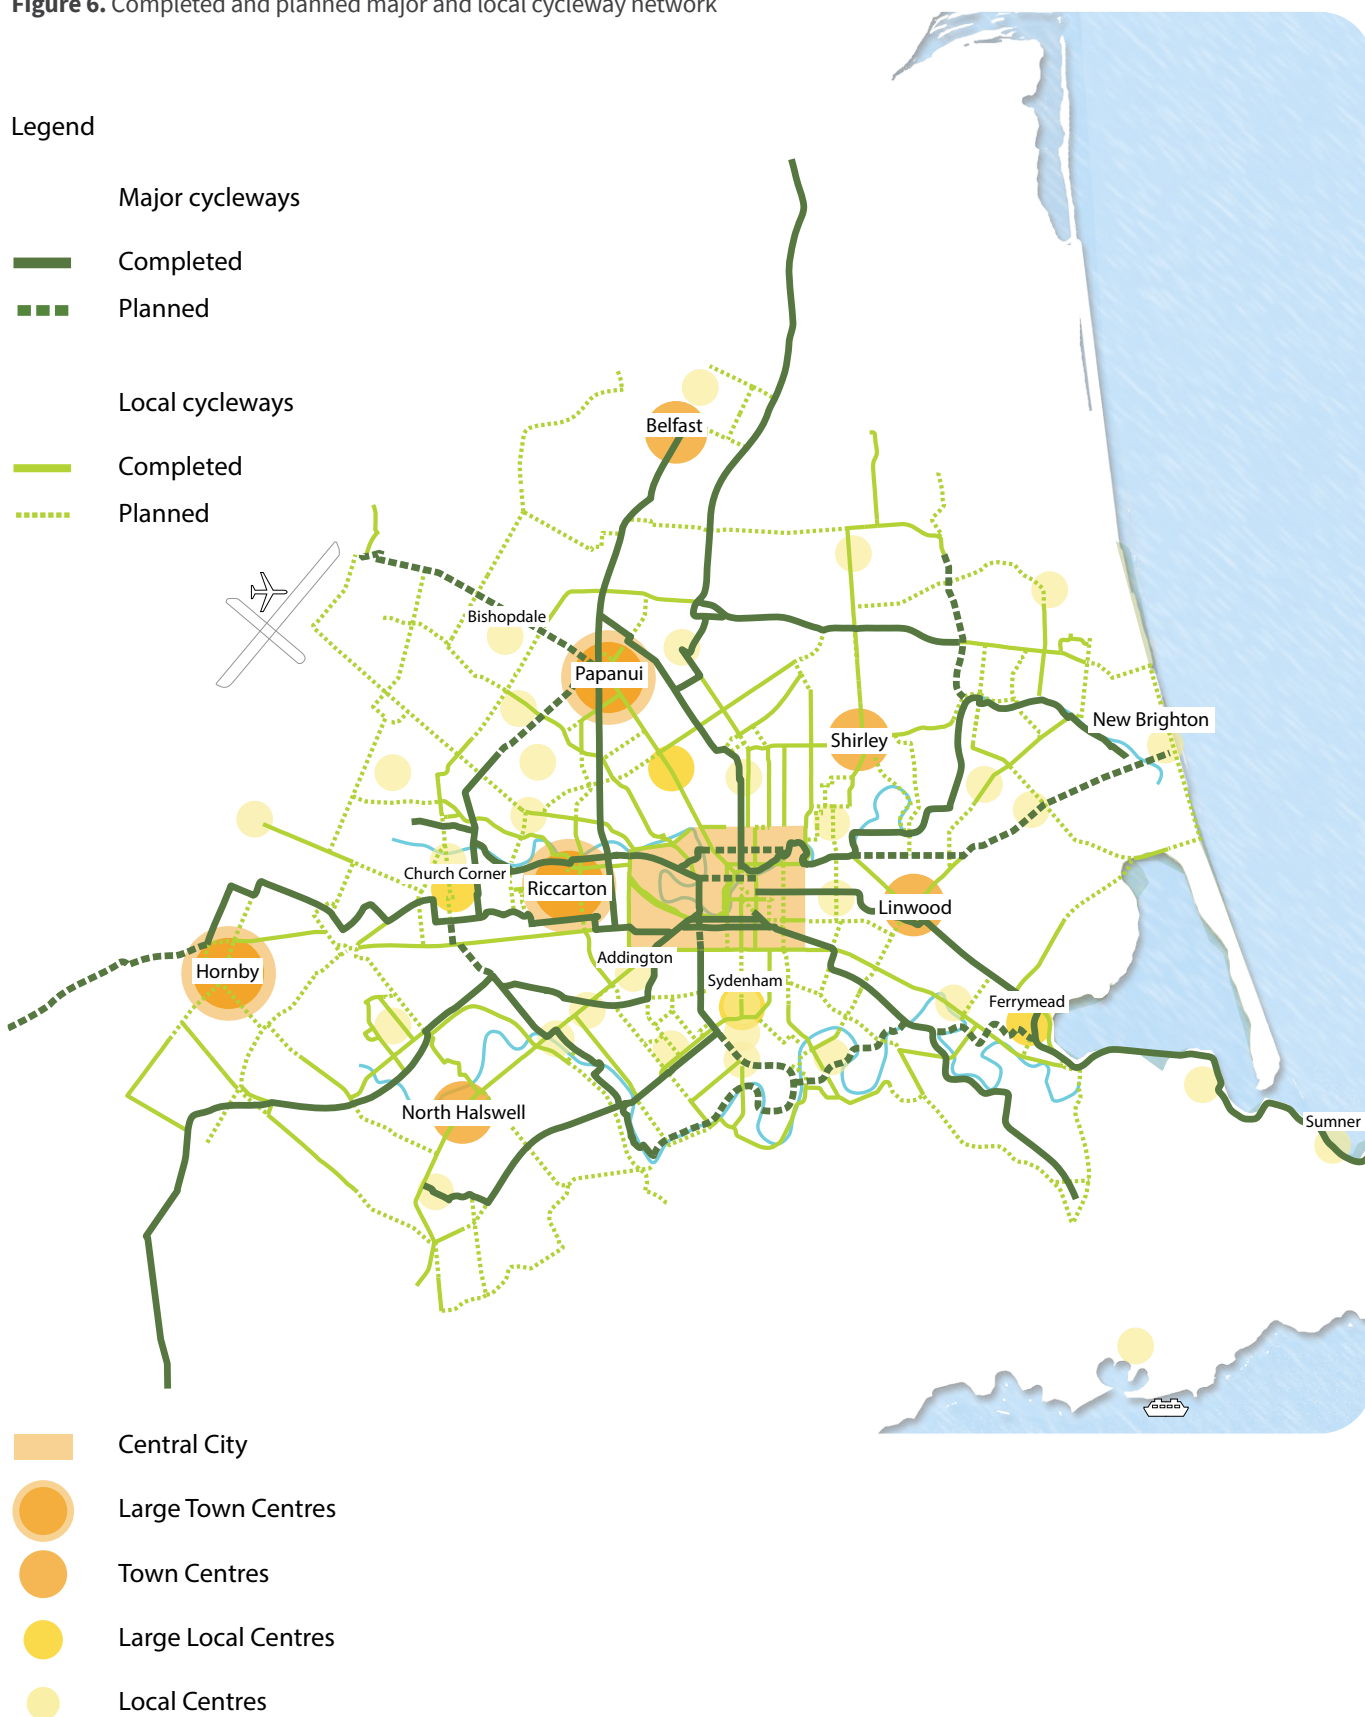 Figure 6. Completed and planned major and local cycleway network
Legend
Major cycleways
Completed
Planned
Local cycleways
Completed
Planned
Belfast
Bishopdale
Papanui
New Brighton
Shirley
Church Corner
Riccarton
Linwood
Addington
Hornby
Sydenham
Ferrymead
North Halswell
Sumner
Central City
Large Town Centres
Town Centres
Large Local Centres
Local Centres